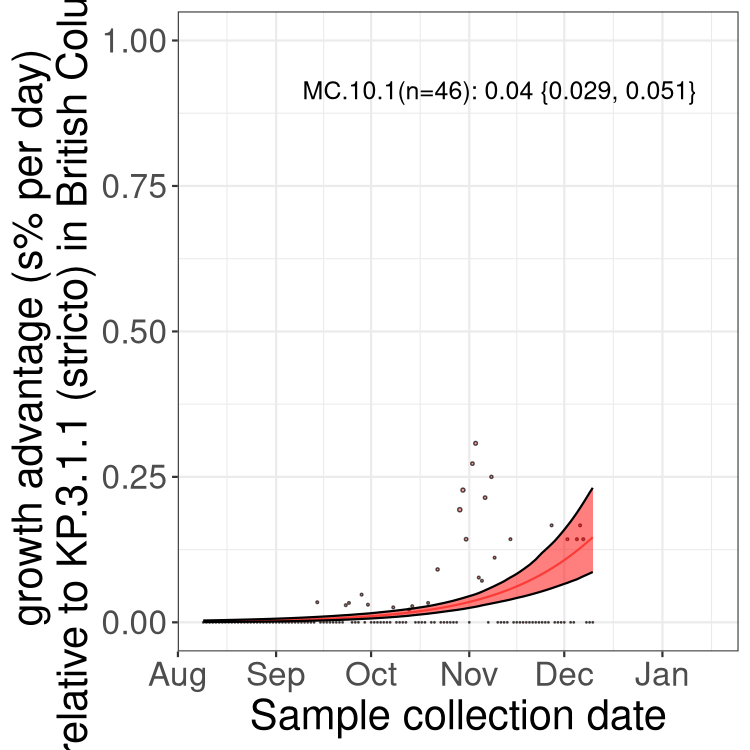 growth advantage (s% per day)
relative to KP.3.1.1 (stricto) in British Colu
1.00
0.75
0.50
0.25
0.00
MC.10.1(n=46): 0.04 {0.029, 0.051}
Aug Sep Oct Nov Dec Jan
Sample collection date